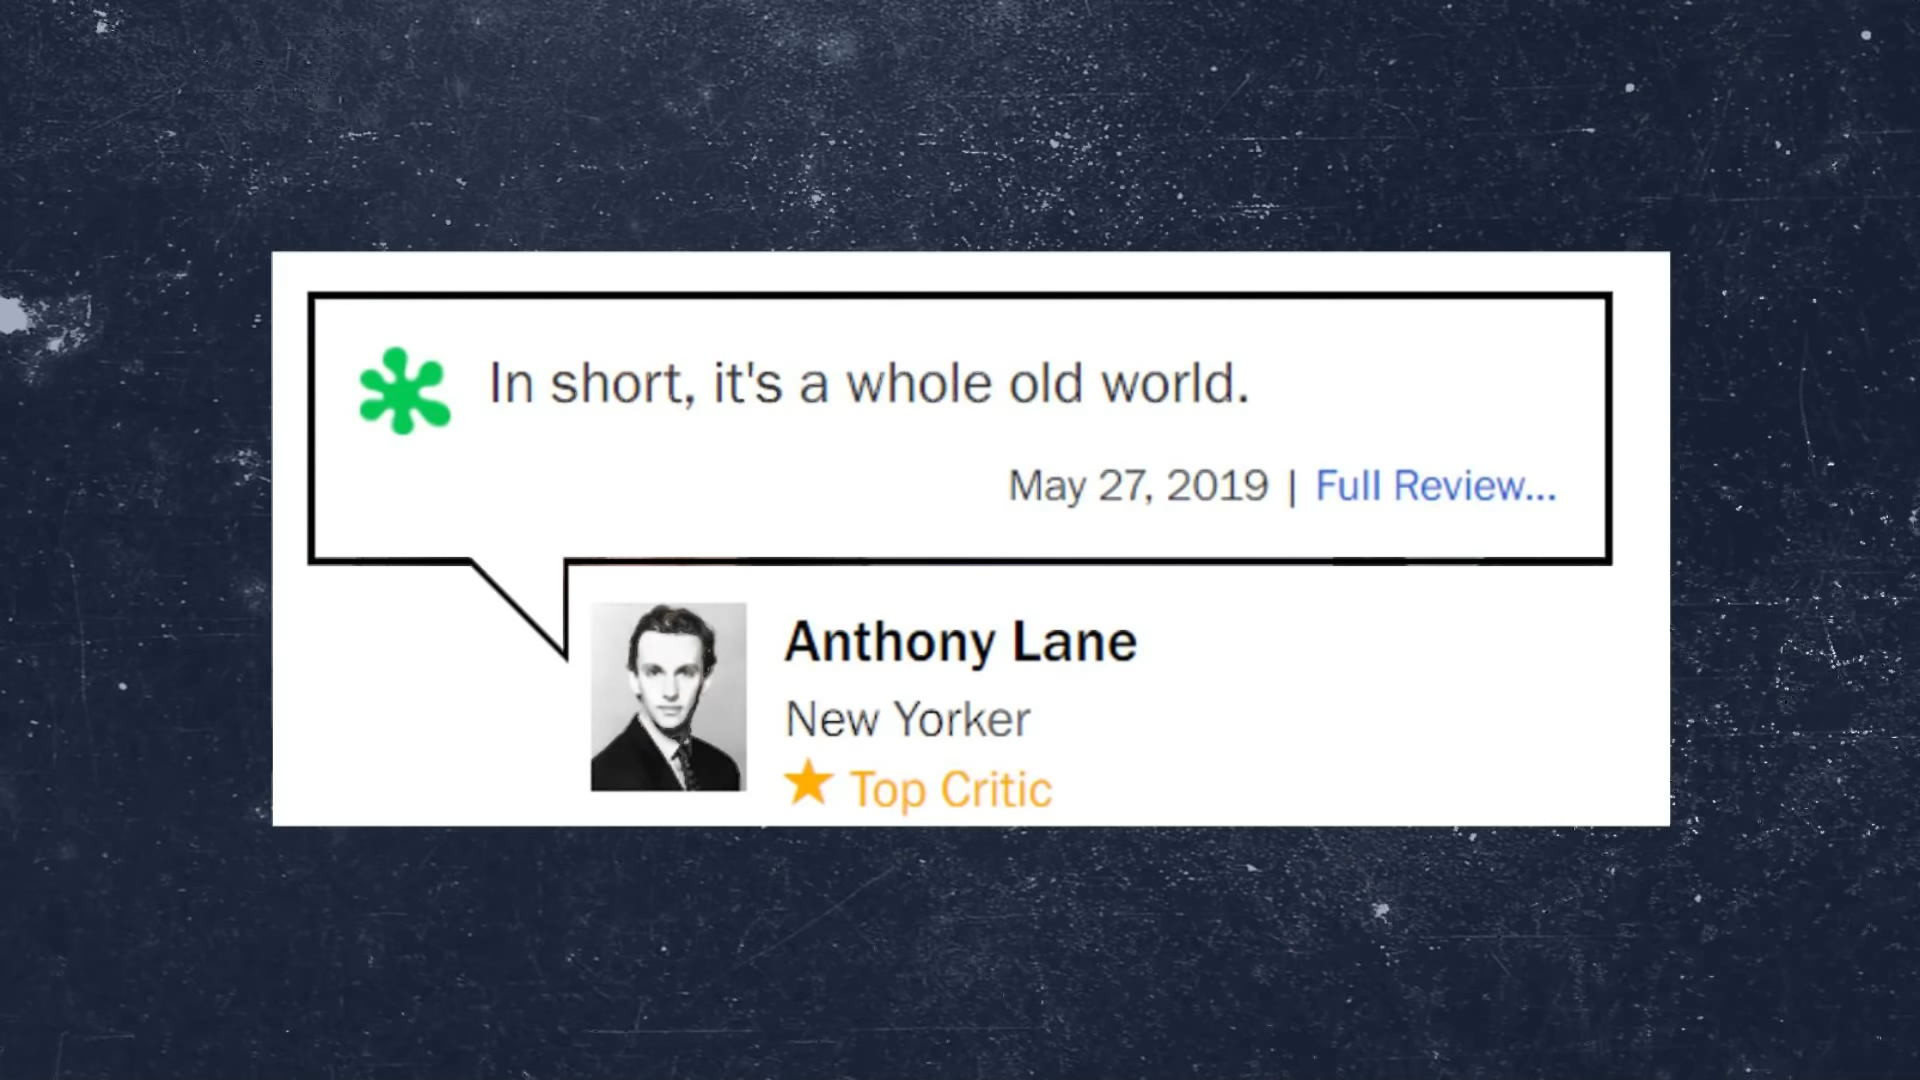 In short, it's a whole old world.
May 27, 2019 | Full Review...
Anthony Lane
New Yorker
Top Critic